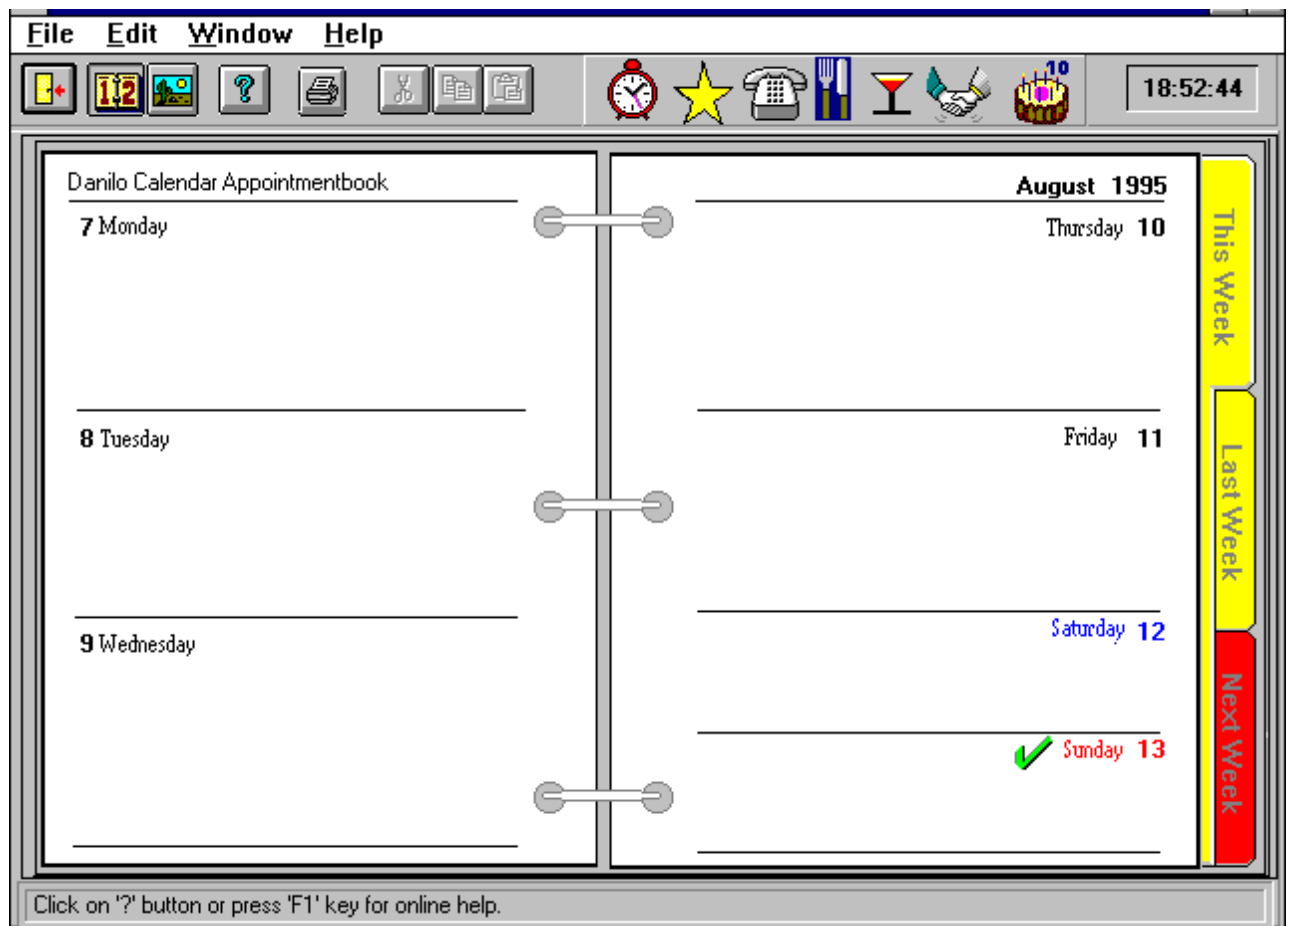 File Edit Window Help
12
?
10
18:52:44
Danilo Calendar Appointmentbook
7 Monday
8 Tuesday
9 Wednesday
August 1995
Thursday 10
Friday 11
Saturday 12
Sunday 13
This Week
Last Week
Next Week
Click on '?' button or press 'F1' key for online help.